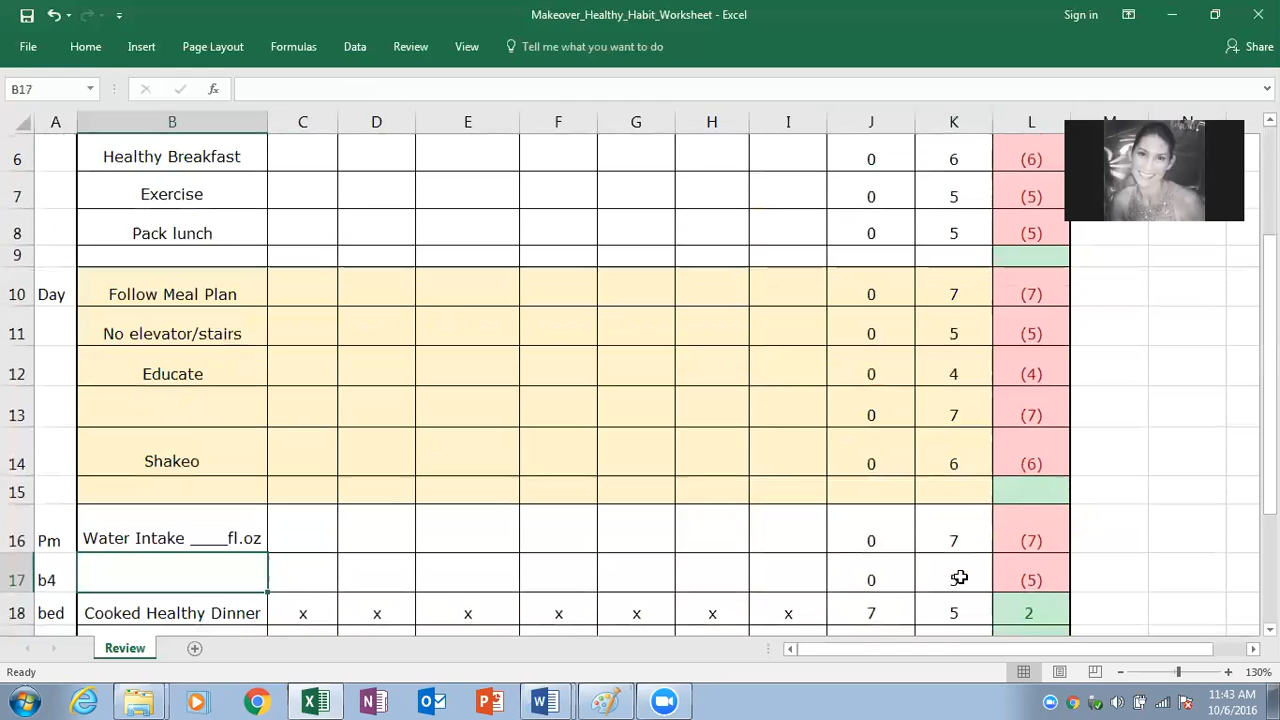 Makeover_Healthy_Habit_Worksheet - Excel
Sign in
File Home Insert Page Layout Formulas Data Review View Tell me what you want to do Share
B17 fx
A B C D E F G H I J K L
6 Healthy Breakfast 0 6 (6)
7 Exercise 0 5 (5)
8 Pack lunch 0 5 (5)
9
10 Day Follow Meal Plan 0 7 (7)
11 No elevator/stairs 0 5 (5)
12 Educate 0 4 (4)
13 0 7 (7)
14 Shakeo 0 6 (6)
15
16 Pm Water Intake ____fl.oz 0 7 (7)
17 b4 0 5 (5)
18 bed Cooked Healthy Dinner x x x x x x x 7 5 2
Review
Ready 130%
11:43 AM
10/6/2016